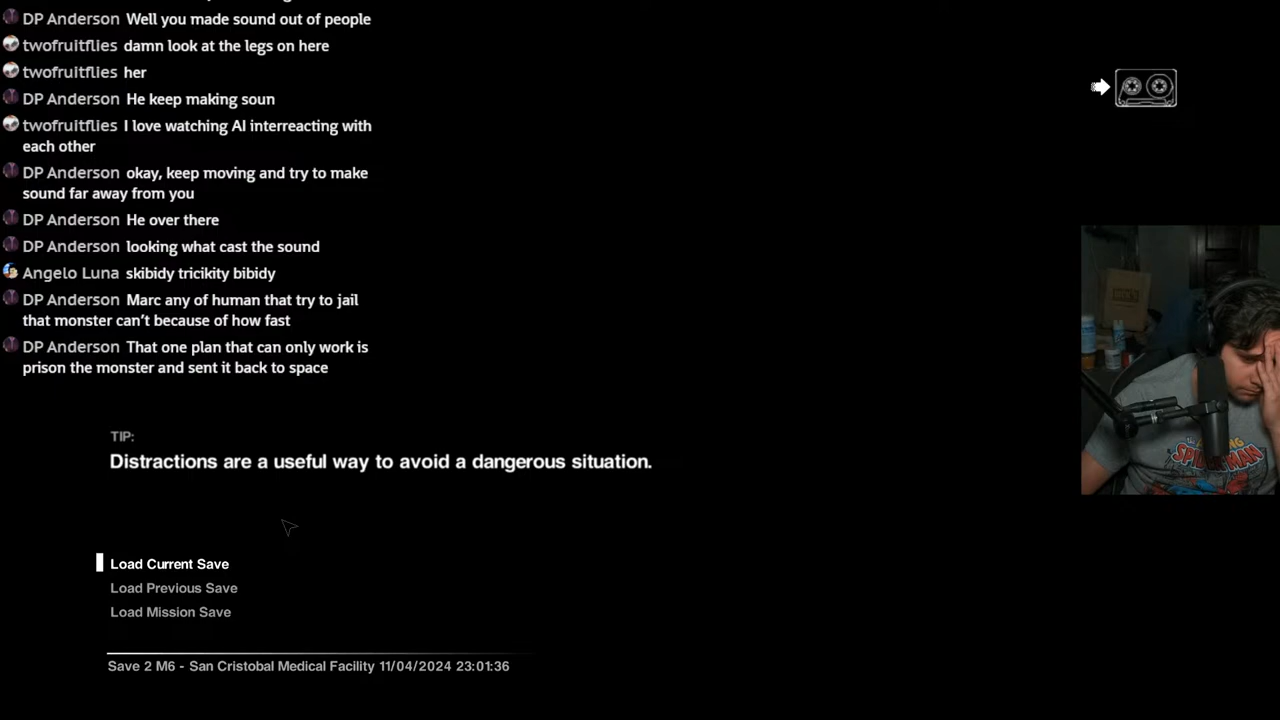 DP Anderson Well you made sound out of people
twofruitflies damn look at the legs on here
twofruitflies her
DP Anderson He keep making soun
twofruitflies I love watching AI interreacting with
each other
DP Anderson okay, keep moving and try to make
sound far away from you
DP Anderson He over there
DP Anderson looking what cast the sound
Angelo Luna skibidy tricikity bibidy
DP Anderson Marc any of human that try to jail
that monster can't because of how fast
DP Anderson That one plan that can only work is
prison the monster and sent it back to space
TIP:
Distractions are a useful way to avoid a dangerous situation.
SPIDER-MAN
Load Current Save
Load Previous Save
Load Mission Save
Save 2 M6 - San Cristobal Medical Facility 11/04/2024 23:01:36